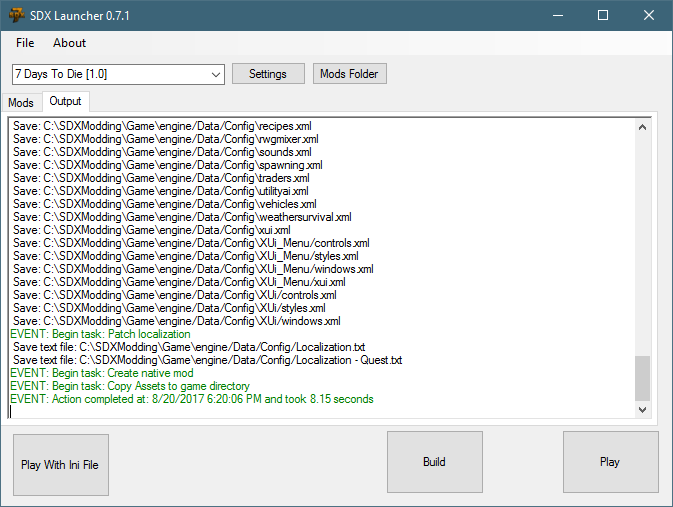 SDX Launcher 0.7.1
File About
7 Days To Die [1.0] Settings Mods Folder
Mods Output
Save: C:\SDXModding\Game\engine/Data/Config\recipes.xml
Save: C:\SDXModding\Game\engine/Data/Config\rwgmixer.xml
Save: C:\SDXModding\Game\engine/Data/Config\sounds.xml
Save: C:\SDXModding\Game\engine/Data/Config\spawning.xml
Save: C:\SDXModding\Game\engine/Data/Config\traders.xml
Save: C:\SDXModding\Game\engine/Data/Config\utilityai.xml
Save: C:\SDXModding\Game\engine/Data/Config\vehicles.xml
Save: C:\SDXModding\Game\engine/Data/Config\weathersurvival.xml
Save: C:\SDXModding\Game\engine/Data/Config\xui.xml
Save: C:\SDXModding\Game\engine/Data/Config\XUi_Menu/controls.xml
Save: C:\SDXModding\Game\engine/Data/Config\XUi_Menu/styles.xml
Save: C:\SDXModding\Game\engine/Data/Config\XUi_Menu/windows.xml
Save: C:\SDXModding\Game\engine/Data/Config\XUi_Menu/xui.xml
Save: C:\SDXModding\Game\engine/Data/Config\XUi/controls.xml
Save: C:\SDXModding\Game\engine/Data/Config\XUi/styles.xml
Save: C:\SDXModding\Game\engine/Data/Config\XUi/windows.xml
EVENT: Begin task: Patch localization
Save text file: C:\SDXModding\Game\engine/Data/Config/Localization.txt
Save text file: C:\SDXModding\Game\engine/Data/Config/Localization - Quest.txt
EVENT: Begin task: Create native mod
EVENT: Begin task: Copy Assets to game directory
EVENT: Action completed at: 8/20/2017 6:20:06 PM and took 8.15 seconds
Play With Ini File Build Play